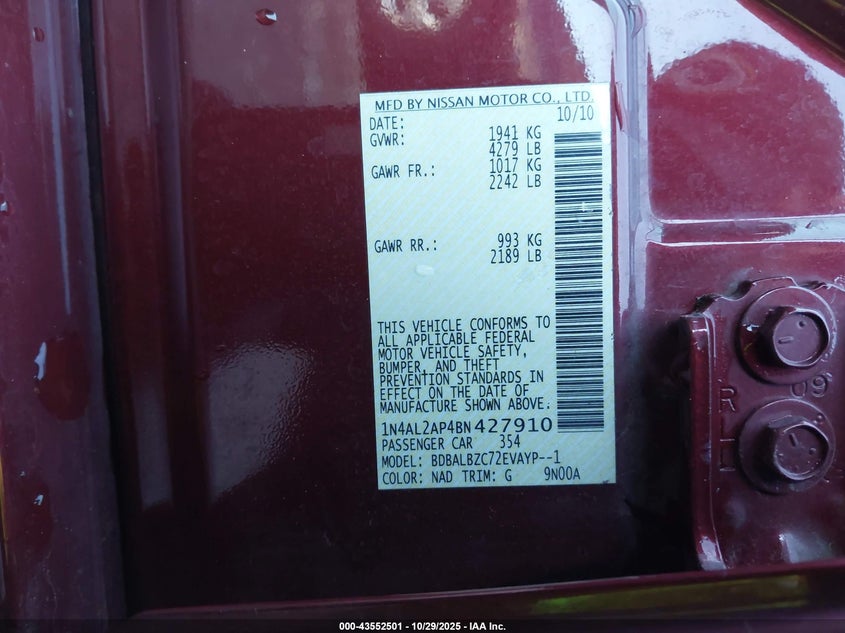 MFD BY NISSAN MOTOR CO., LTD.
DATE: 10/10
GVWR: 1941 KG
4279 LB
GAWR FR.: 1017 KG
2242 LB
GAWR RR.: 993 KG
2189 LB
THIS VEHICLE CONFORMS TO
ALL APPLICABLE FEDERAL
MOTOR VEHICLE SAFETY,
BUMPER, AND THEFT
PREVENTION STANDARDS IN
EFFECT ON THE DATE OF
MANUFACTURE SHOWN ABOVE.
1N4AL2AP4BN427910
PASSENGER CAR 354
MODEL: BDBALBZC72EVAYP--1
COLOR: NAD TRIM: G 9N00A
R 09
H
000-43552501 - 10/29/2025 - IAA Inc.